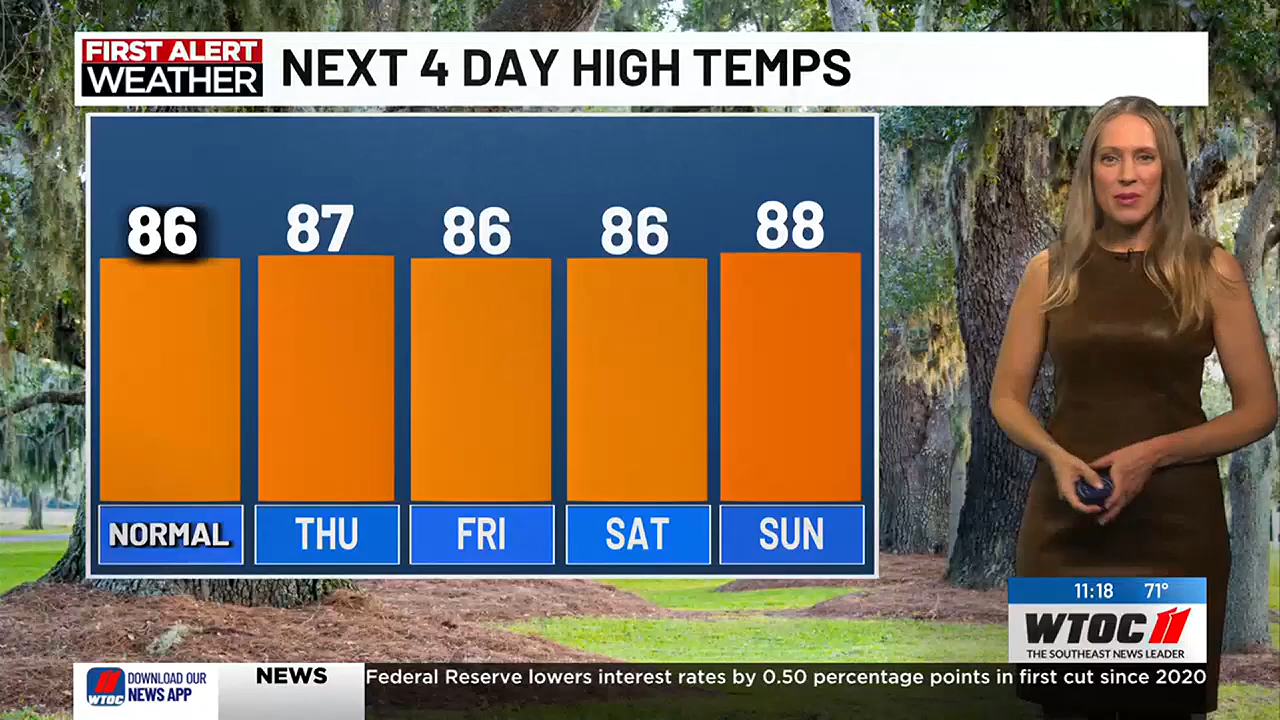 FIRST ALERT
WEATHER
NEXT 4 DAY HIGH TEMPS
86
87
86
86
88
NORMAL
THU
FRI
SAT
SUN
11:18 71°
WTOC 11
THE SOUTHEAST NEWS LEADER
WTOC
DOWNLOAD OUR
NEWS APP
NEWS
Federal Reserve lowers interest rates by 0.50 percentage points in first cut since 2020